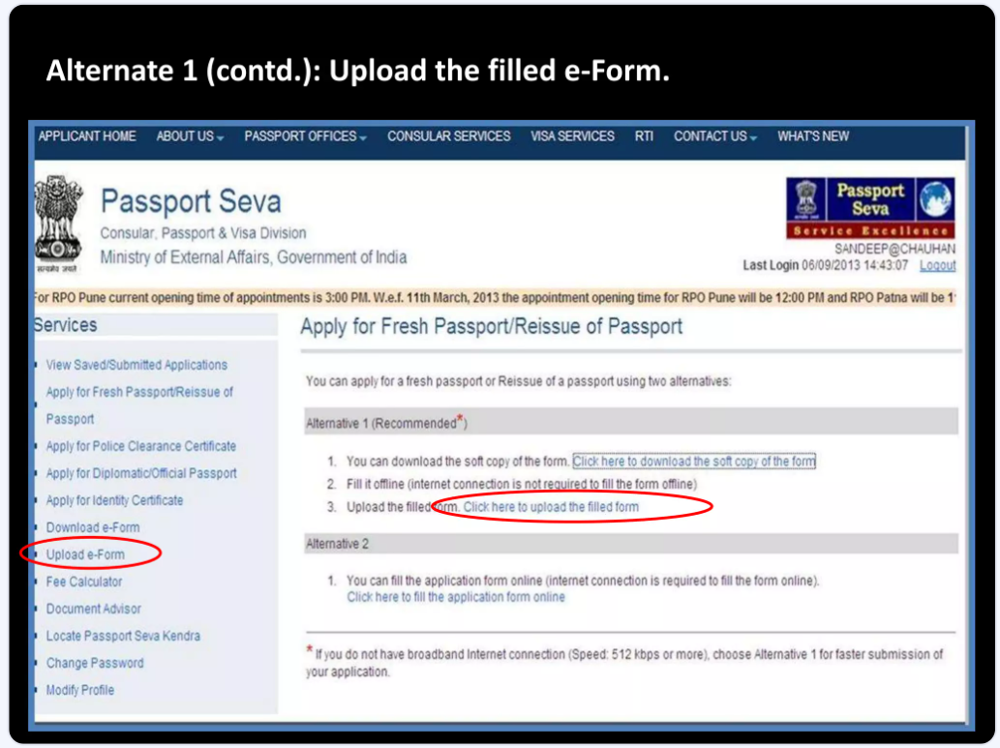 Alternate 1 (contd.): Upload the filled e-Form.
APPLICANT HOME ABOUT US PASSPORT OFFICES CONSULAR SERVICES VISA SERVICES RTI CONTACT US WHAT'S NEW
Passport Seva
Consular, Passport & Visa Division
Ministry of External Affairs, Government of India
सत्यमेव जयते
Passport
Seva
Service Excellence
SANDEEP@CHAUHAN
Last Login 06/09/2013 14:43:07 Logout
For RPO Pune current opening time of appointments is 3:00 PM. W.e.f. 11th March, 2013 the appointment opening time for RPO Pune will be 12:00 PM and RPO Patna will be 1
Services
View Saved/Submitted Applications
Apply for Fresh Passport/Reissue of
Passport
Apply for Police Clearance Certificate
Apply for Diplomatic/Official Passport
Apply for Identity Certificate
Download e-Form
Upload e-Form
Fee Calculator
Document Advisor
Locate Passport Seva Kendra
Change Password
Modify Profile
Apply for Fresh Passport/Reissue of Passport
You can apply for a fresh passport or Reissue of a passport using two alternatives:
Alternative 1 (Recommended*)
1. You can download the soft copy of the form. Click here to download the soft copy of the form
2. Fill it offline (internet connection is not required to fill the form offline)
3. Upload the filled form. Click here to upload the filled form
Alternative 2
1. You can fill the application form online (internet connection is required to fill the form online).
Click here to fill the application form online
* If you do not have broadband Internet connection (Speed: 512 kbps or more), choose Alternative 1 for faster submission of
your application.